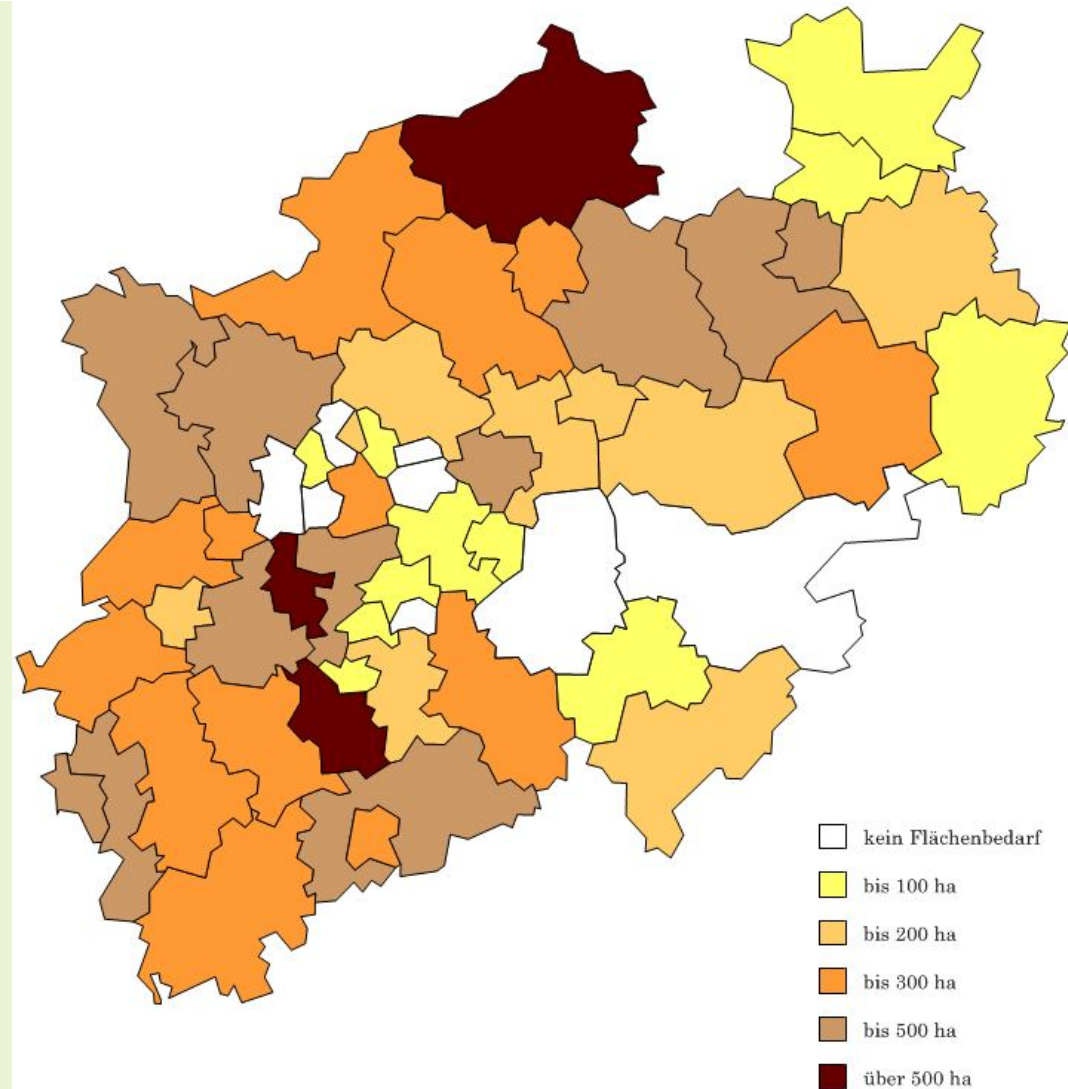 kein Flächenbedarf
bis 100 ha
bis 200 ha
bis 300 ha
bis 500 ha
über 500 ha